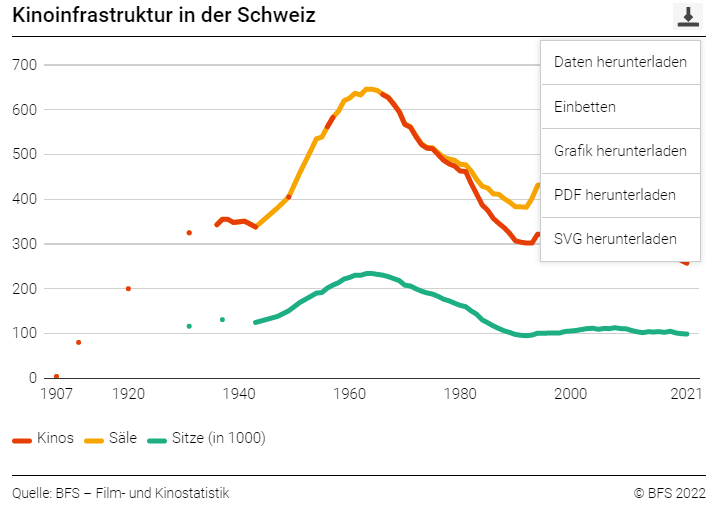 Kinoinfrastruktur in der Schweiz
Daten herunterladen
Einbetten
Grafik herunterladen
PDF herunterladen
SVG herunterladen
700
600
500
400
300
200
100
0
1907 1920 1940 1960 1980 2000 2021
Kinos Säle Sitze (in 1000)
Quelle: BFS – Film- und Kinostatistik © BFS 2022